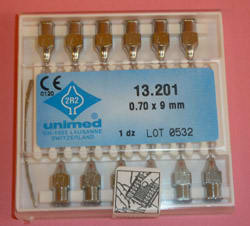 CE
0120
2R2
unimed
CH-1003 LAUSANNE
SWITZERLAND
13.201
0.70 x 9 mm
1 dz LOT 0532